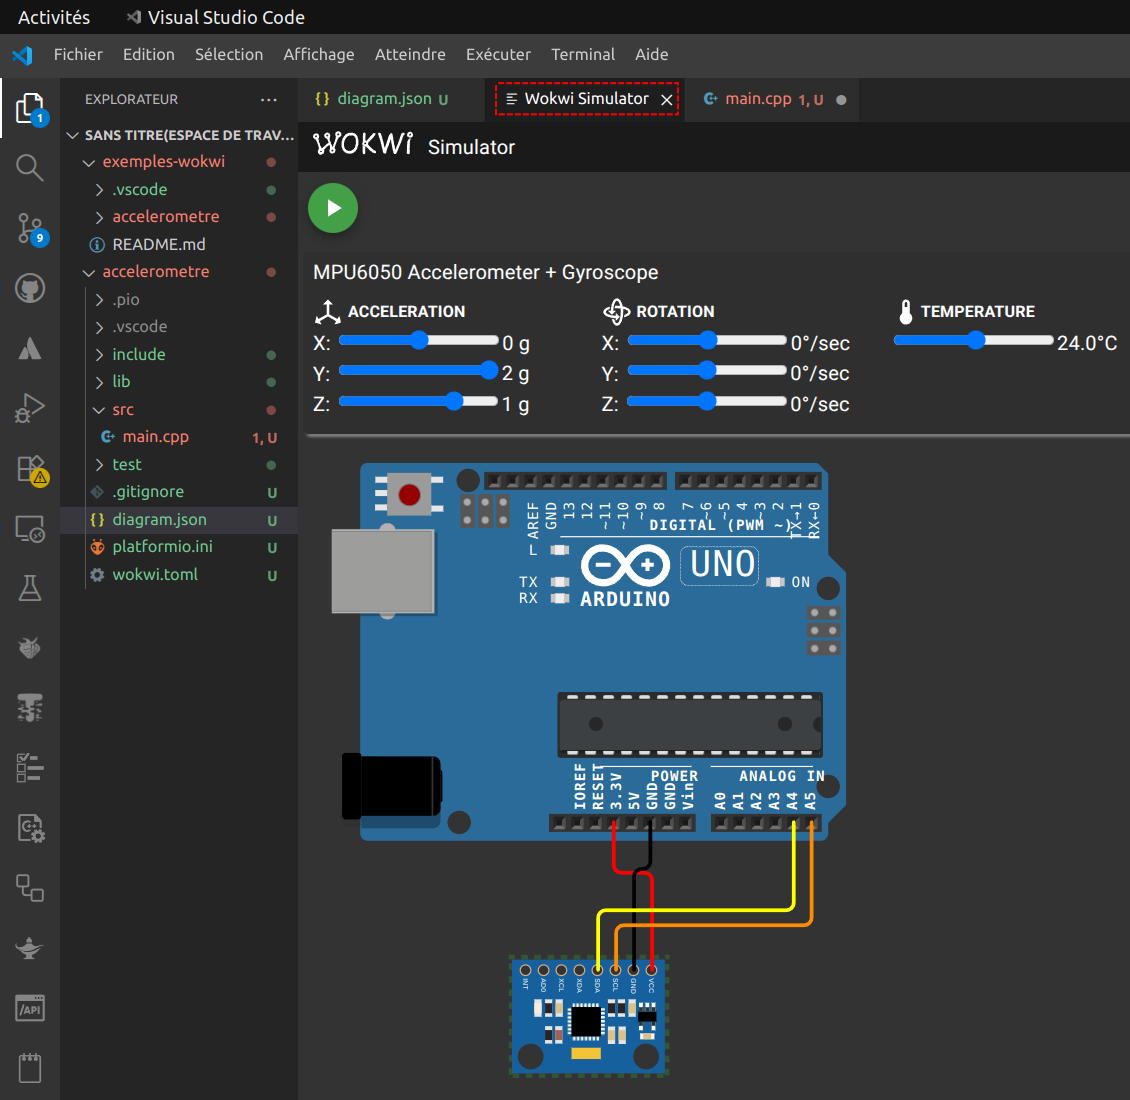 Activités
Visual Studio Code
Fichier Edition Sélection Affichage Atteindre Exécuter Terminal Aide
EXPLORATEUR ···
{} diagram.json U
Wokwi Simulator ×
main.cpp 1, U ●
1
SANS TITRE(ESPACE DE TRAV...
WOKWi Simulator
exemples-wokwi
.vscode
accelerometre
README.md
accelerometre
.pio
.vscode
include
lib
src
main.cpp 1, U
test
.gitignore U
{} diagram.json U
platformio.ini U
wokwi.toml U
9
/API
MPU6050 Accelerometer + Gyroscope
ACCELERATION ROTATION TEMPERATURE
X: 0 g X: 0°/sec 24.0°C
Y: 2 g Y: 0°/sec
Z: 1 g Z: 0°/sec
AREF
GND
13
12
~11
~10
~9
8
7
~6
~5
4
~3
2
TX→1
RX←0
DIGITAL (PWM ~)
L
UNO
TX
RX
ARDUINO
ON
POWER
ANALOG IN
IOREF
RESET
3.3V
5V
GND
GND
Vin
A0
A1
A2
A3
A4
A5
INT
AD0
XCL
XDA
SDA
SCL
GND
VCC